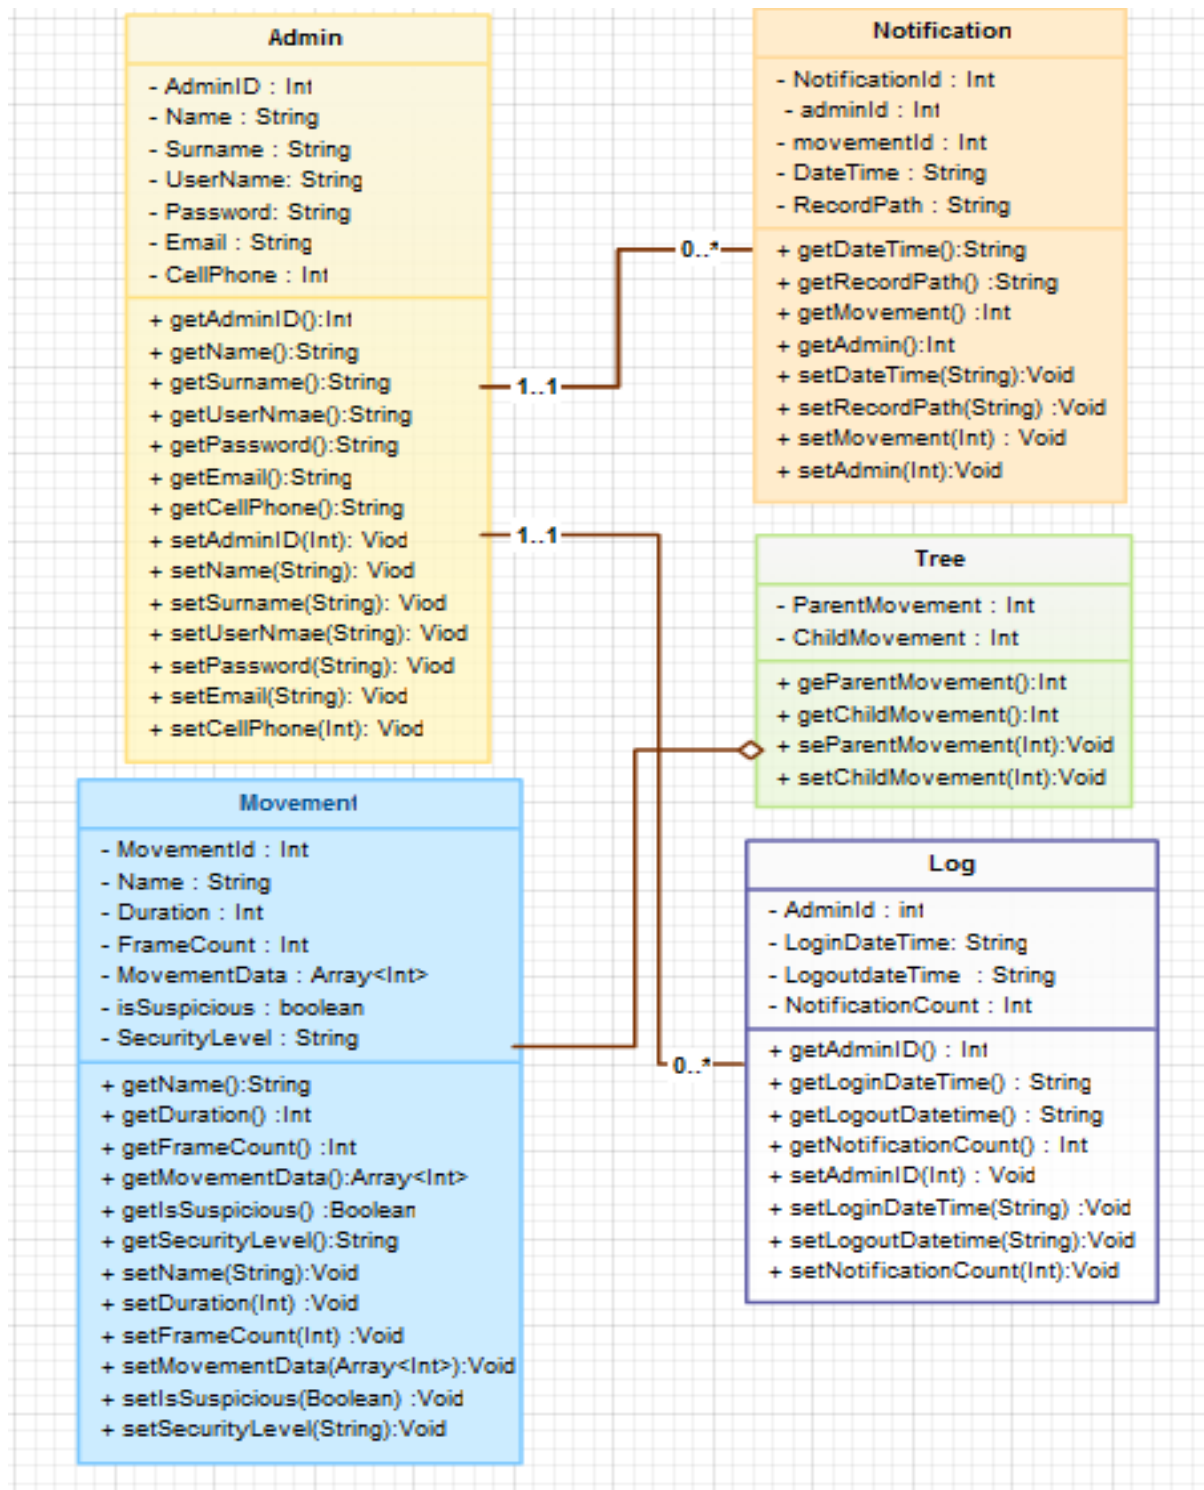 Admin
- AdminID : Int
- Name : String
- Surname : String
- UserName: String
- Password: String
- Email : String
- CellPhone : Int
+ getAdminID():Int
+ getName():String
+ getSurname():String
+ getUserNmae():String
+ getPassword():String
+ getEmail():String
+ getCellPhone():String
+ setAdminID(Int): Viod
+ setName(String): Viod
+ setSurname(String): Viod
+ setUserNmae(String): Viod
+ setPassword(String): Viod
+ setEmail(String): Viod
+ setCellPhone(Int): Viod
1..1
1..1
0..*
Notification
- NotificationId : Int
- adminId : Int
- movementId : Int
- DateTime : String
- RecordPath : String
+ getDateTime():String
+ getRecordPath() :String
+ getMovement() :Int
+ getAdmin():Int
+ setDateTime(String):Void
+ setRecordPath(String) :Void
+ setMovement(Int) : Void
+ setAdmin(Int):Void
Tree
- ParentMovement : Int
- ChildMovement : Int
+ geParentMovement():Int
+ getChildMovement():Int
+ seParentMovement(Int):Void
+ setChildMovement(Int):Void
Movement
- MovementId : Int
- Name : String
- Duration : Int
- FrameCount : Int
- MovementData : Array<Int>
- isSuspicious : boolean
- SecurityLevel : String
+ getName():String
+ getDuration() :Int
+ getFrameCount() :Int
+ getMovementData():Array<Int>
+ getIsSuspicious() :Boolean
+ getSecurityLevel():String
+ setName(String):Void
+ setDuration(Int) :Void
+ setFrameCount(Int) :Void
+ setMovementData(Array<Int>):Void
+ setIsSuspicious(Boolean) :Void
+ setSecurityLevel(String):Void
0..*
Log
- AdminId : int
- LoginDateTime: String
- LogoutdateTime : String
- NotificationCount : Int
+ getAdminID() : Int
+ getLoginDateTime() : String
+ getLogoutDatetime() : String
+ getNotificationCount() : Int
+ setAdminID(Int) : Void
+ setLoginDateTime(String) :Void
+ setLogoutDatetime(String):Void
+ setNotificationCount(Int):Void